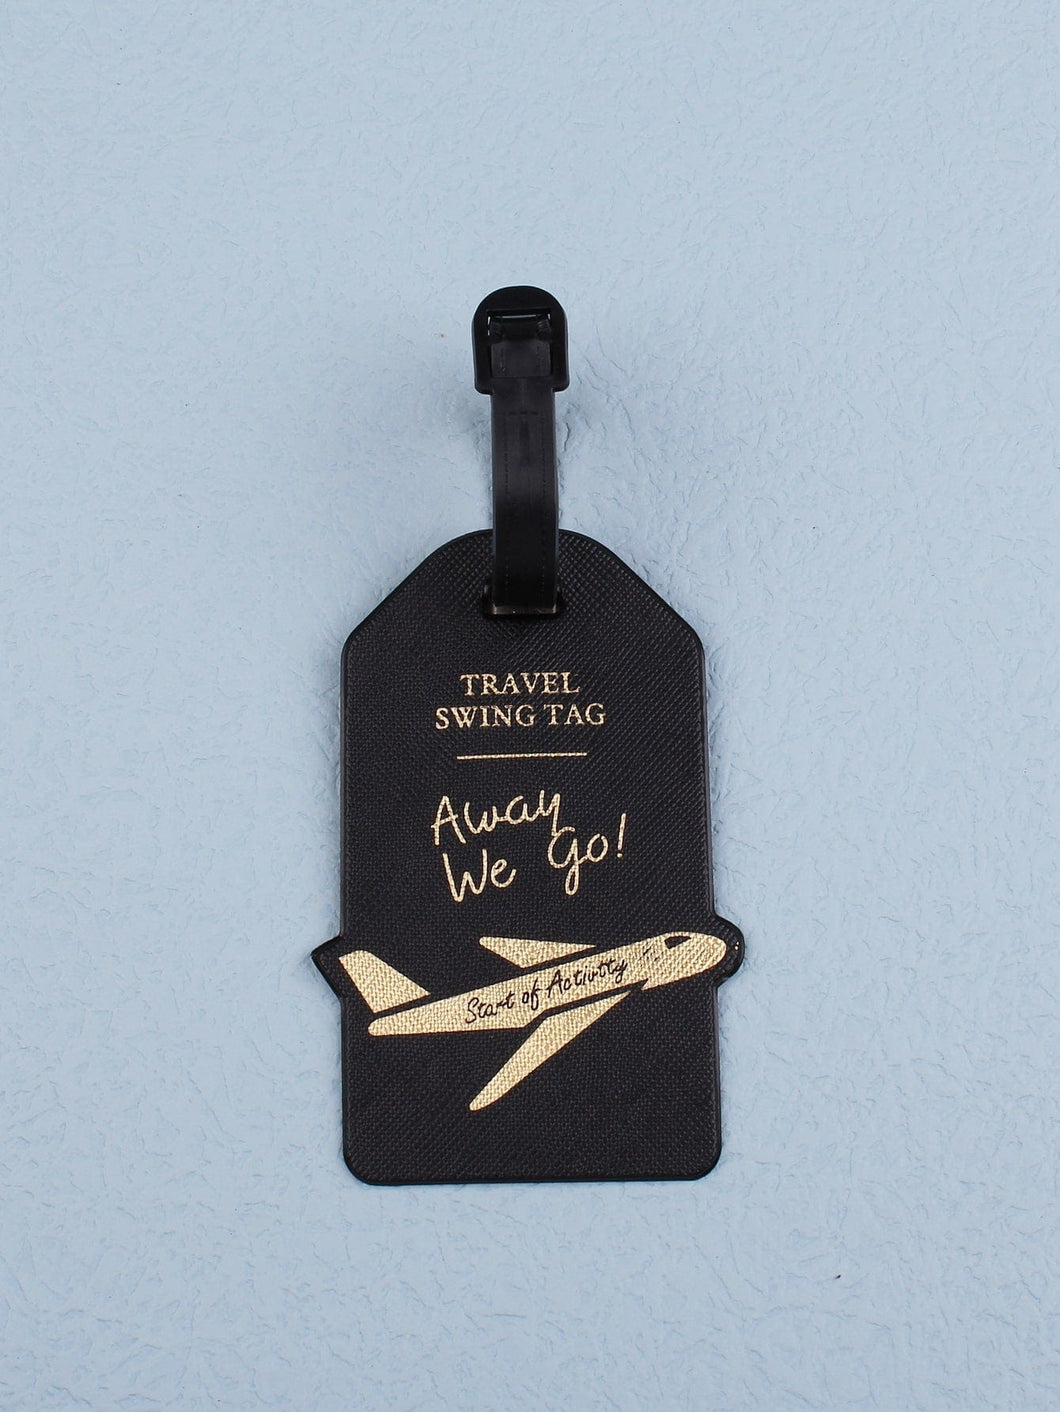 TRAVEL
SWING TAG
Away
We Go!
Start of Activity